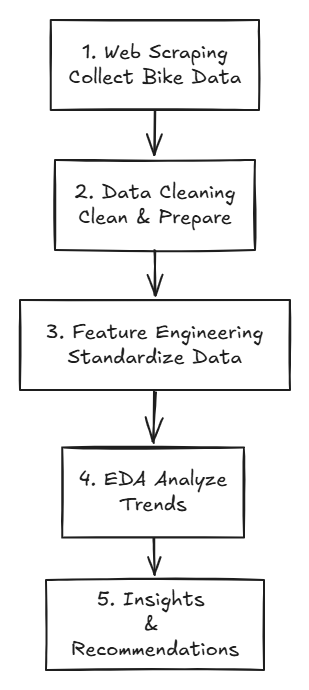 1. Web Scraping
Collect Bike Data
2. Data Cleaning
Clean & Prepare
3. Feature Engineering
Standardize Data
4. EDA Analyze
Trends
5. Insights
&
Recommendations